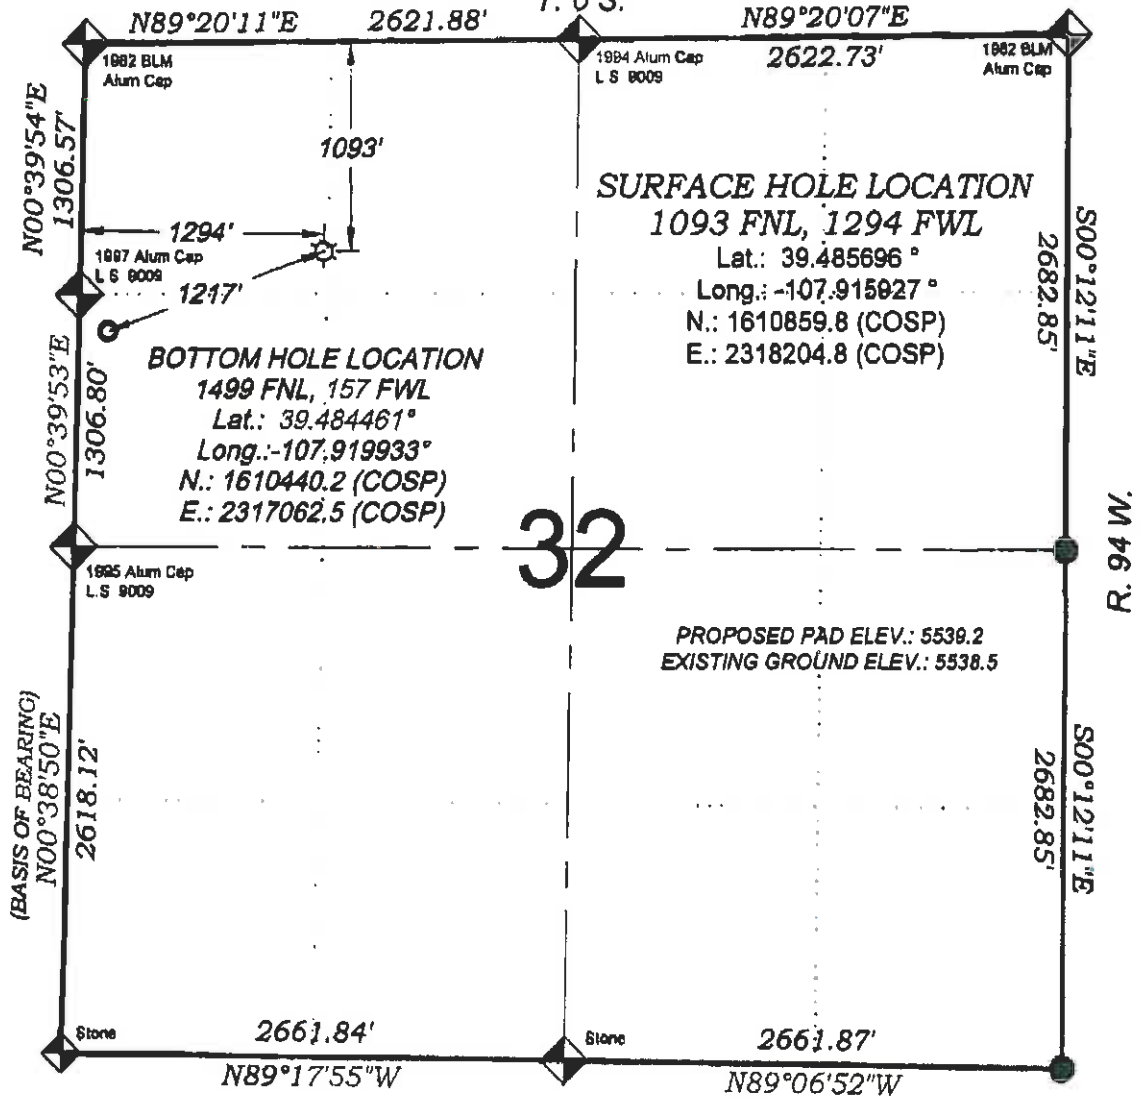 T. 6 S.
N89°20'11"E 2621.88' N89°20'07"E
2622.73'
1982 BLM
Alum Cap
1994 Alum Cap
L S 9009
1982 BLM
Alum Cap
N00°39'54"E
1306.57'
1093'
SURFACE HOLE LOCATION
1093 FNL, 1294 FWL
Lat.: 39.485696 °
Long.: -107.915927 °
N.: 1610859.8 (COSP)
E.: 2318204.8 (COSP)
S00°12'11"E
2682.85'
1294'
1997 Alum Cap
L S 9009
1217'
BOTTOM HOLE LOCATION
1499 FNL, 157 FWL
Lat.: 39.484461°
Long.:-107.919933°
N.: 1610440.2 (COSP)
E.: 2317062.5 (COSP)
N00°39'53"E
1306.80'
32
R. 94 W.
1995 Alum Cap
L.S 9009
PROPOSED PAD ELEV.: 5539.2
EXISTING GROUND ELEV.: 5538.5
(BASIS OF BEARING)
N00°38'50"E
2618.12'
S00°12'11"E
2682.85'
Stone
2661.84'
N89°17'55"W
Stone
2661.87'
N89°06'52"W